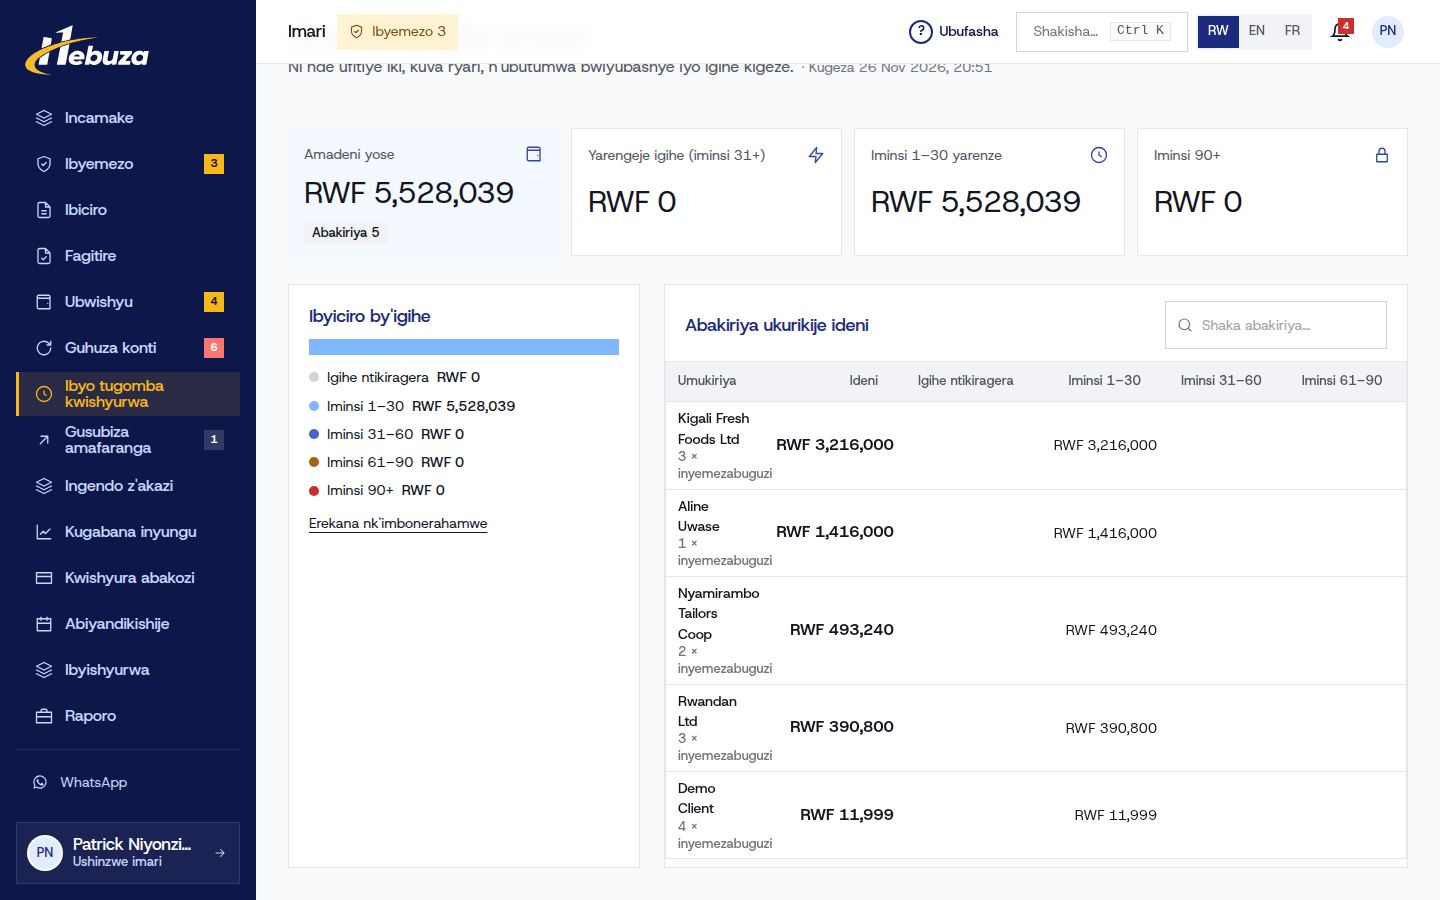 Hebuza
Incamake
Ibyemezo 3
Ibiciro
Fagitire
Ubwishyu 4
Guhuza konti 6
Ibyo tugomba
kwishyurwa
Gusubiza
amafaranga 1
Ingendo z'akazi
Kugabana inyungu
Kwishyura abakozi
Abiyandikishije
Ibyishyurwa
Raporo
WhatsApp
PN Patrick Niyonzi...
Ushinzwe imari
Imari Ibyemezo 3 ? Ubufasha Shakisha... Ctrl K RW EN FR 4 PN
Ni nde ufitiye iki, kuva ryari, n'ubutumwa bwiyubashye iyo igihe kigeze. · Kugeza 26 Nov 2026, 20:51
Amadeni yose
RWF 5,528,039
Abakiriya 5
Yarengeje igihe (iminsi 31+)
RWF 0
Iminsi 1–30 yarenze
RWF 5,528,039
Iminsi 90+
RWF 0
Ibyiciro by'igihe
Igihe ntikiragera RWF 0
Iminsi 1–30 RWF 5,528,039
Iminsi 31–60 RWF 0
Iminsi 61–90 RWF 0
Iminsi 90+ RWF 0
Erekana nk'imbonerahamwe
Abakiriya ukurikije ideni Shaka abakiriya...
Umukiriya Ideni Igihe ntikiragera Iminsi 1–30 Iminsi 31–60 Iminsi 61–90
Kigali Fresh
Foods Ltd
3 ×
inyemezabuguzi
RWF 3,216,000 RWF 3,216,000
Aline
Uwase
1 ×
inyemezabuguzi
RWF 1,416,000 RWF 1,416,000
Nyamirambo
Tailors
Coop
2 ×
inyemezabuguzi
RWF 493,240 RWF 493,240
Rwandan
Ltd
3 ×
inyemezabuguzi
RWF 390,800 RWF 390,800
Demo
Client
4 ×
inyemezabuguzi
RWF 11,999 RWF 11,999